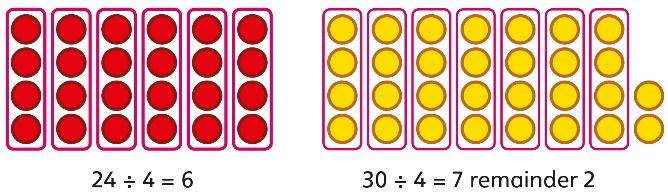 24 ÷ 4 = 6
30 ÷ 4 = 7 remainder 2